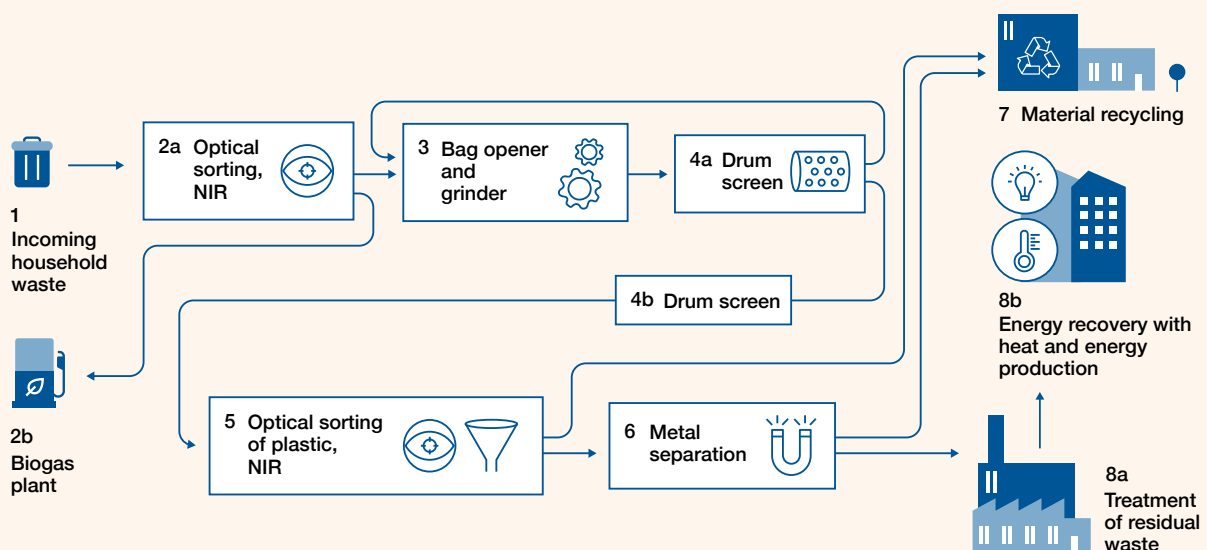 1
Incoming
household
waste
2a Optical
sorting,
NIR
2b
Biogas
plant
3 Bag opener
and
grinder
4a Drum
screen
4b Drum screen
5 Optical sorting
of plastic,
NIR
6 Metal
separation
7 Material recycling
8a
Treatment
of residual
waste
8b
Energy recovery with
heat and energy
production